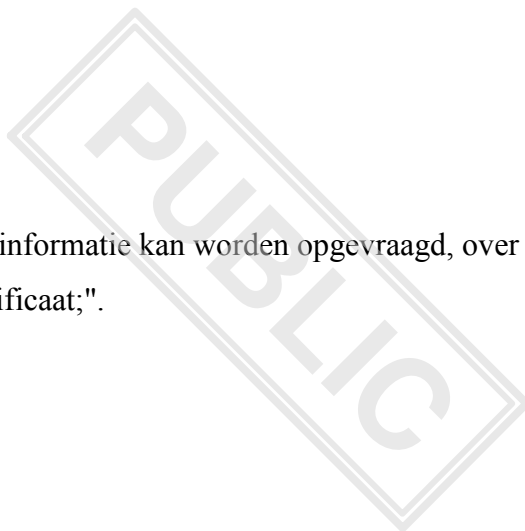 PUBLIC
informatie kan worden opgevraagd, over
ificaat;".